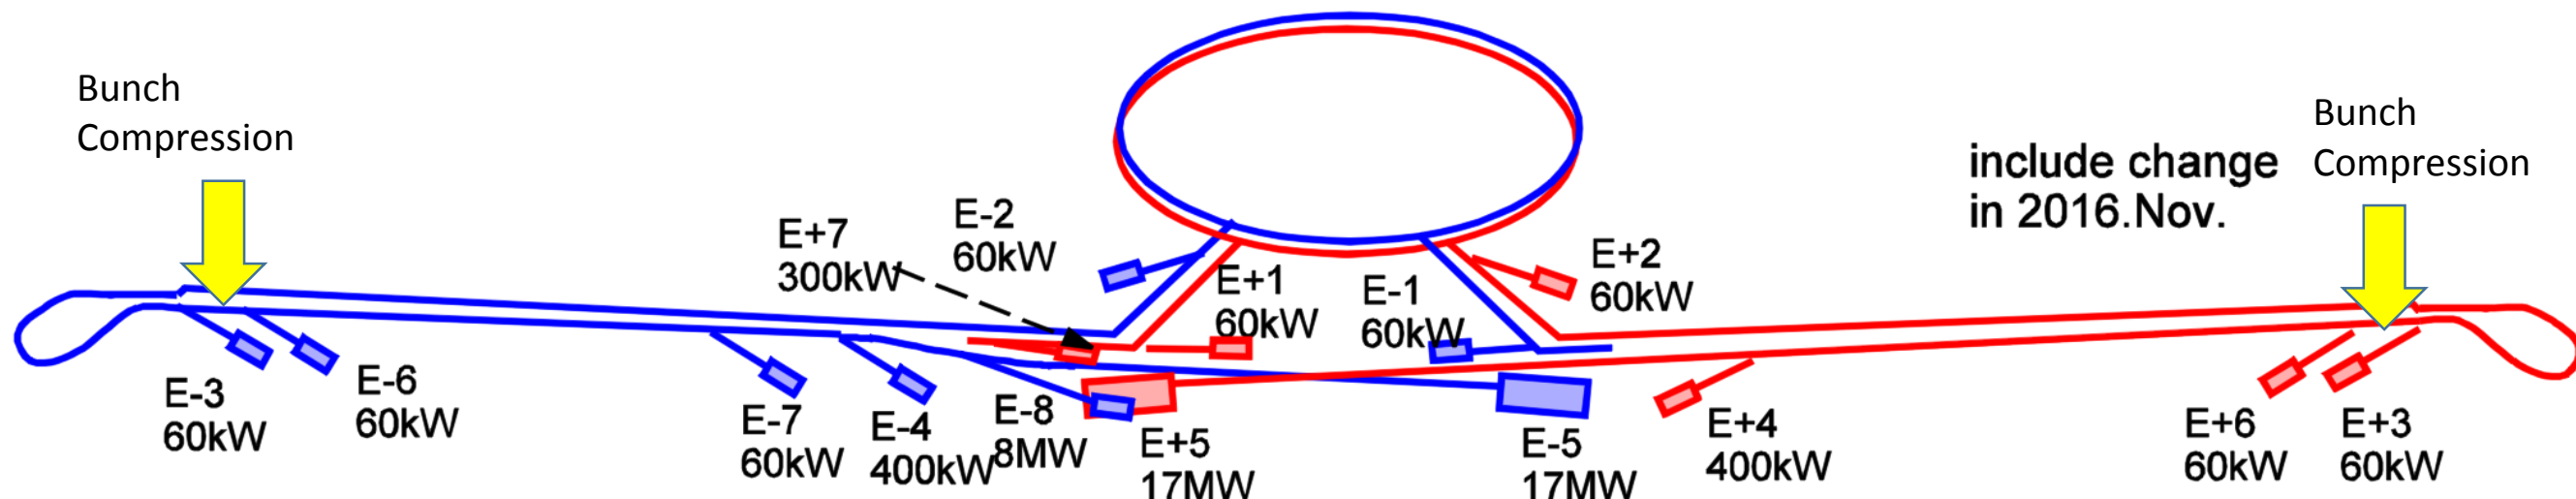 Bunch
Compression
Bunch
Compression
include change
in 2016.Nov.
E+7
300kW
E-2
60kW
E+1
60kW
E-1
60kW
E+2
60kW
E-3
60kW
E-6
60kW
E-7
60kW
E-4
400kW
E-8
8MW
E+5
17MW
E-5
17MW
E+4
400kW
E+6
60kW
E+3
60kW